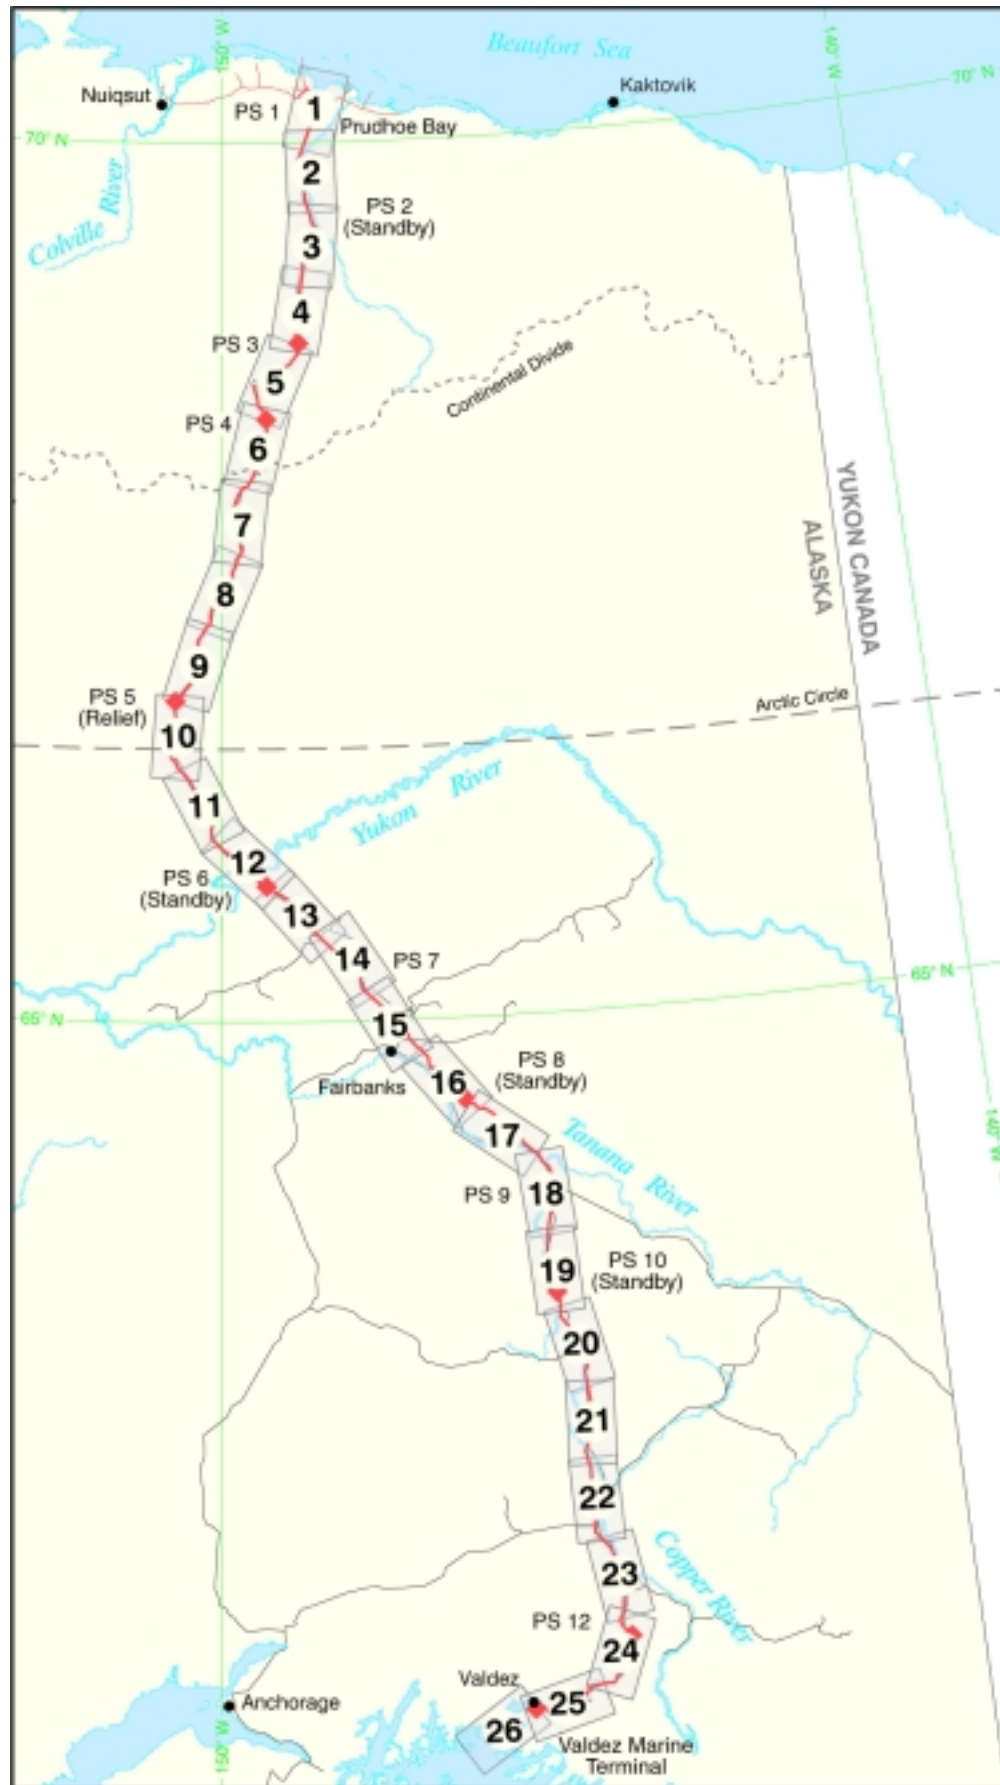 150° W
Beaufort Sea
140° W
70° N
Nuiqsut
Kaktovik
PS 1
1
Prudhoe Bay
70° N
2
PS 2
(Standby)
Colville River
3
4
PS 3
Continental Divide
5
PS 4
6
YUKON CANADA
ALASKA
7
8
9
PS 5
(Relief)
Arctic Circle
10
11
Yukon River
12
PS 6
(Standby)
13
14
PS 7
65° N
65° N
15
Fairbanks
16
PS 8
(Standby)
17
Tanana River
140° W
PS 9
18
19
PS 10
(Standby)
20
21
22
Copper River
23
PS 12
24
Valdez
25
Anchorage
26
Valdez Marine
Terminal
150° W